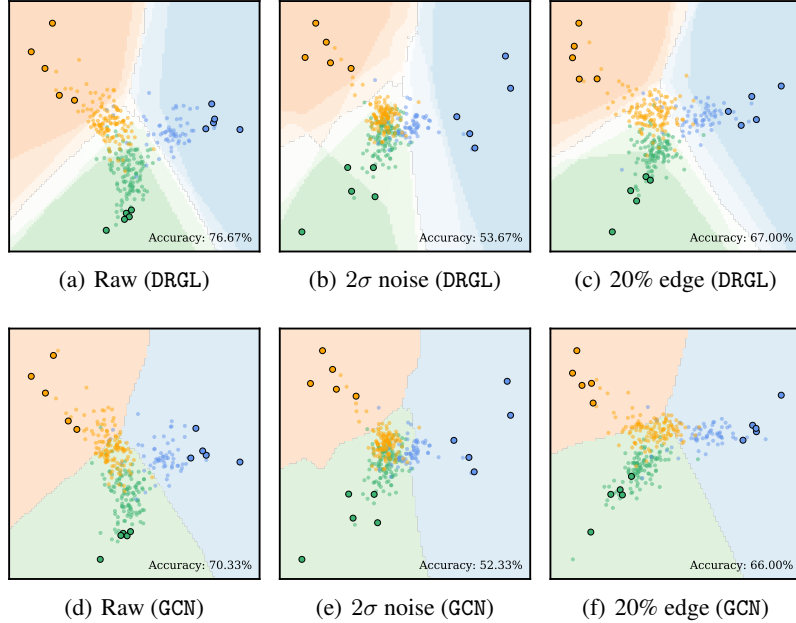 Accuracy: 76.67%
Accuracy: 53.67%
Accuracy: 67.00%
(a) Raw (DRGL)
(b) 2σ noise (DRGL)
(c) 20% edge (DRGL)
Accuracy: 70.33%
Accuracy: 52.33%
Accuracy: 66.00%
(d) Raw (GCN)
(e) 2σ noise (GCN)
(f) 20% edge (GCN)